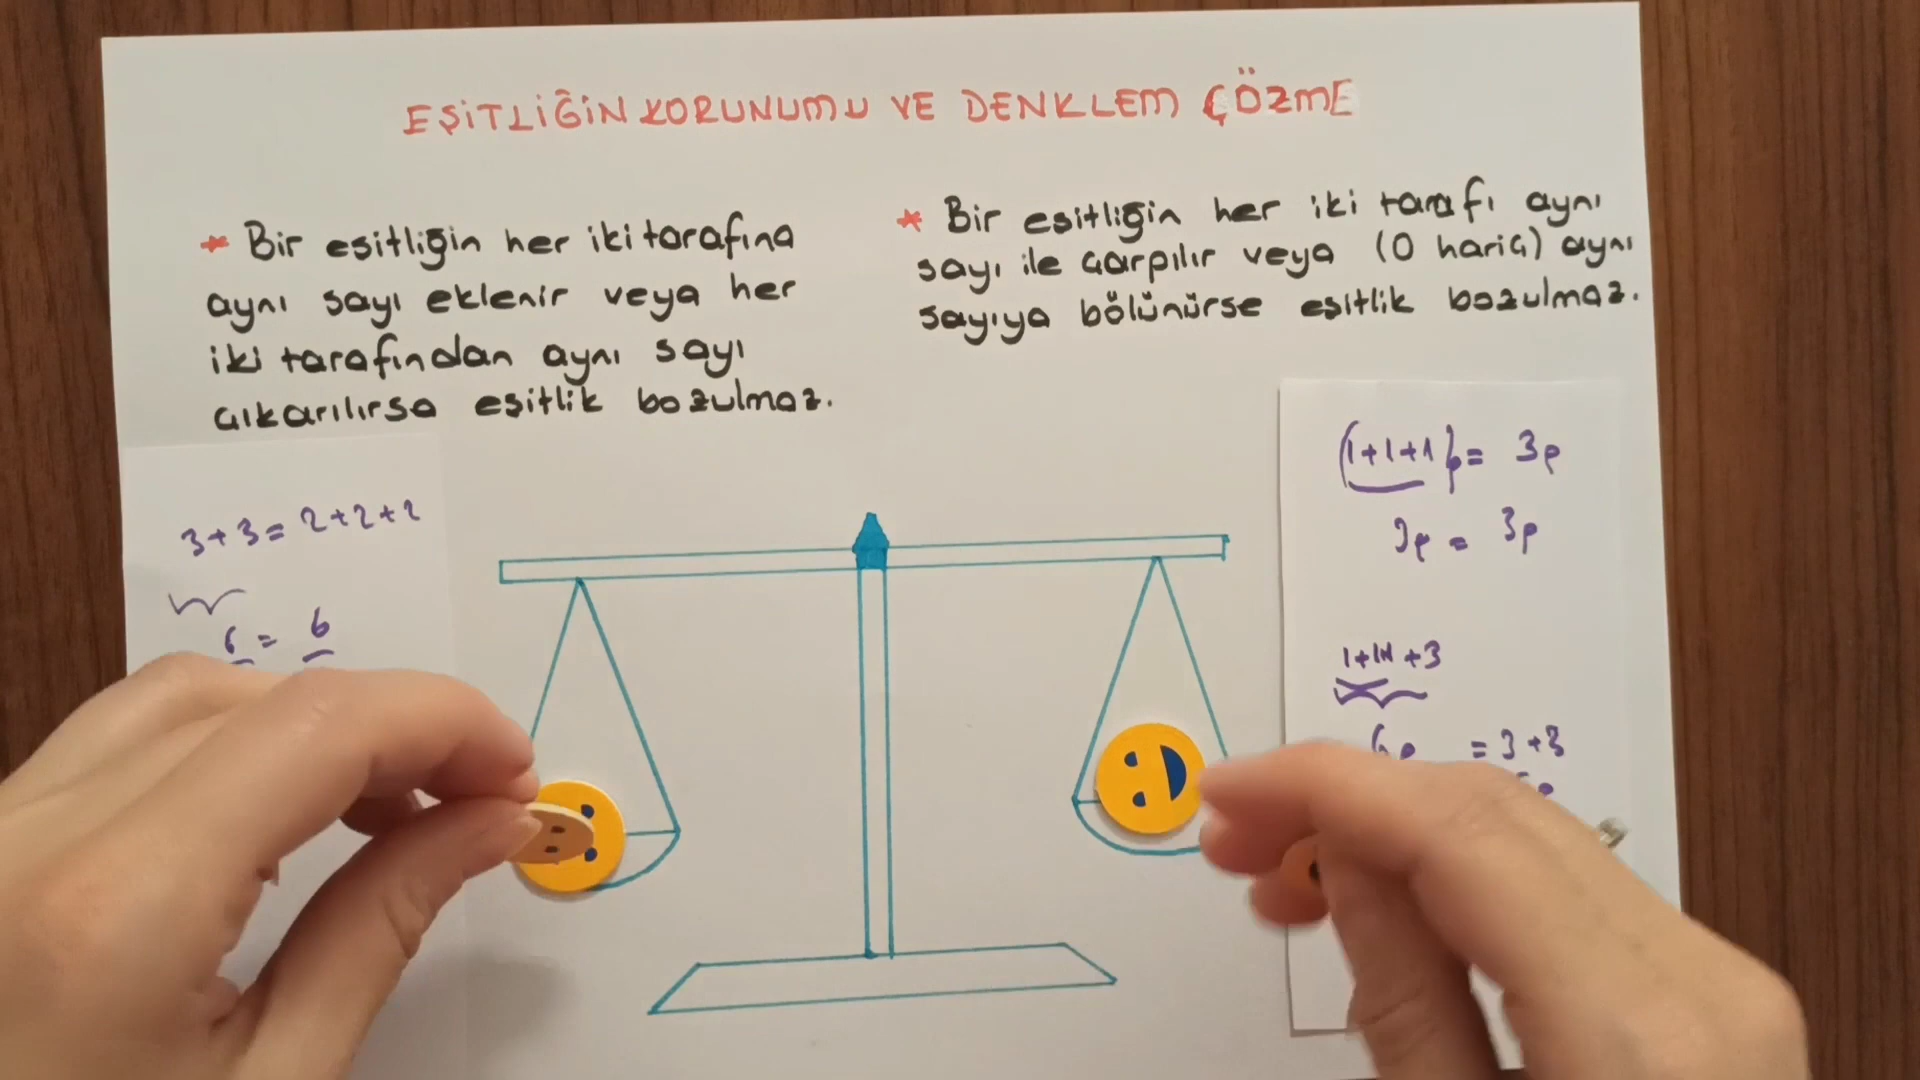 EŞİTLİĞİN KORUNUMU VE DENKLEM ÇÖZME
* Bir eşitliğin her iki tarafına
aynı sayı eklenir veya her
iki tarafından aynı sayı
çıkarılırsa eşitlik bozulmaz.
* Bir eşitliğin her iki tarafı aynı
sayı ile çarpılır veya (0 hariç) aynı
sayıya bölünürse eşitlik bozulmaz.
3+3=2+2+2
6 = 6
(1+1+1)p= 3p
3p = 3p
+3
= 3+3